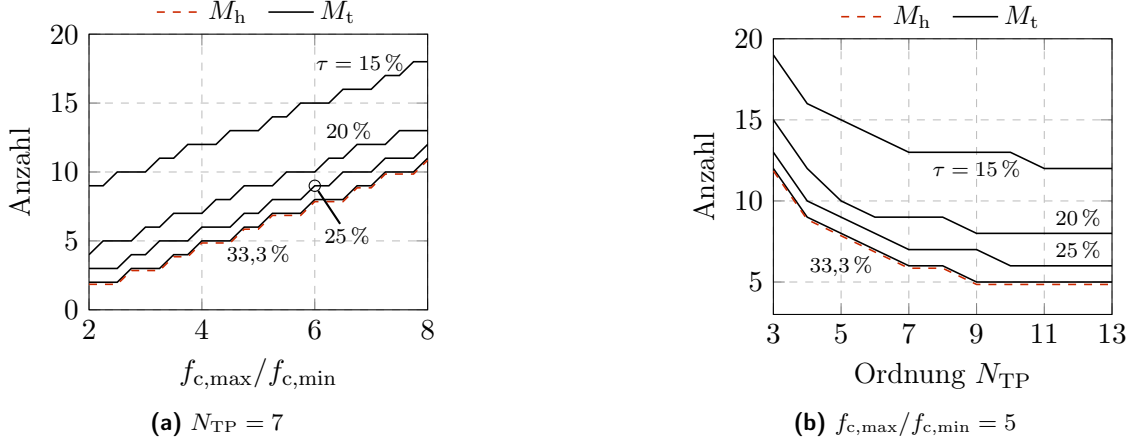 M_h M_t
Anzahl
20
15
10
5
0
τ = 15 %
20 %
25 %
33,3 %
2 4 6 8
f_c,max/f_c,min
(a) N_TP = 7
M_h M_t
Anzahl
20
15
10
5
τ = 15 %
20 %
25 %
33,3 %
3 5 7 9 11 13
Ordnung N_TP
(b) f_c,max/f_c,min = 5